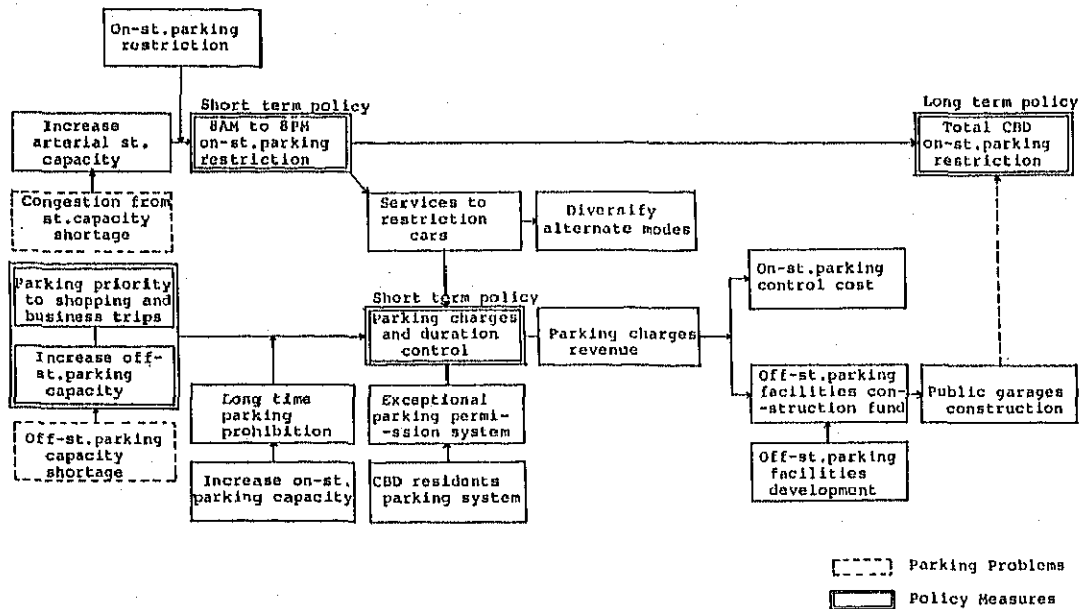 On-st.parking
restriction
Short term policy
Long term policy
Increase
arterial st.
capacity
8AM to 8PM
on-st.parking
restriction
Total CBD
on-st.parking
restriction
Congestion from
st.capacity
shortage
Services to
restriction
cars
Diversify
alternate modes
Parking priority
to shopping and
business trips
On-st.parking
control cost
Short term policy
Parking charges
and duration
control
Parking charges
revenue
Increase off-
st.parking
capacity
Long time
parking
prohibition
Exceptional
parking permi-
-ssion system
Off-st.parking
facilities con-
-struction fund
Public garages
construction
Off-st.parking
capacity
shortage
Increase on-st.
parking capacity
CBD residents
parking system
Off-st.parking
facilities
development
Parking Problems
Policy Measures